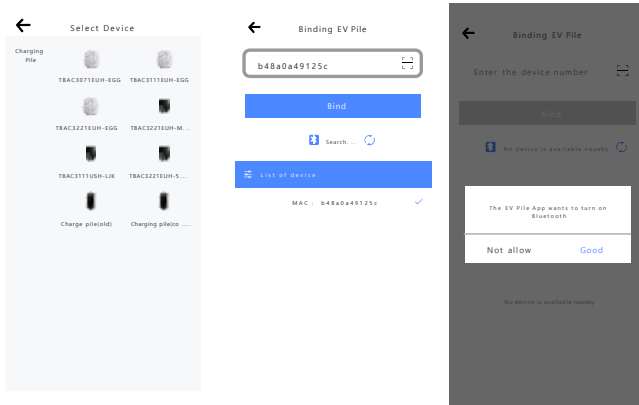 Select Device
Charging
Pile
TBAC3071EUH-EGG
TBAC3111EUH-EGG
TBAC3221EUH-EGG
TBAC3221EUH-M...
TBAC3111USH-LJK
TBAC3221EUH-S...
Charge pile(old)
Charging pile(co ....
Binding EV Pile
b48a0a49125c
Bind
Search. ..
List of device
MAC : b48a0a49125c
Binding EV Pile
Enter the device number
Bind
No device is available nearby
The EV Pile App wants to turn on
Bluetooth
Not allow
Good
No device is available nearby